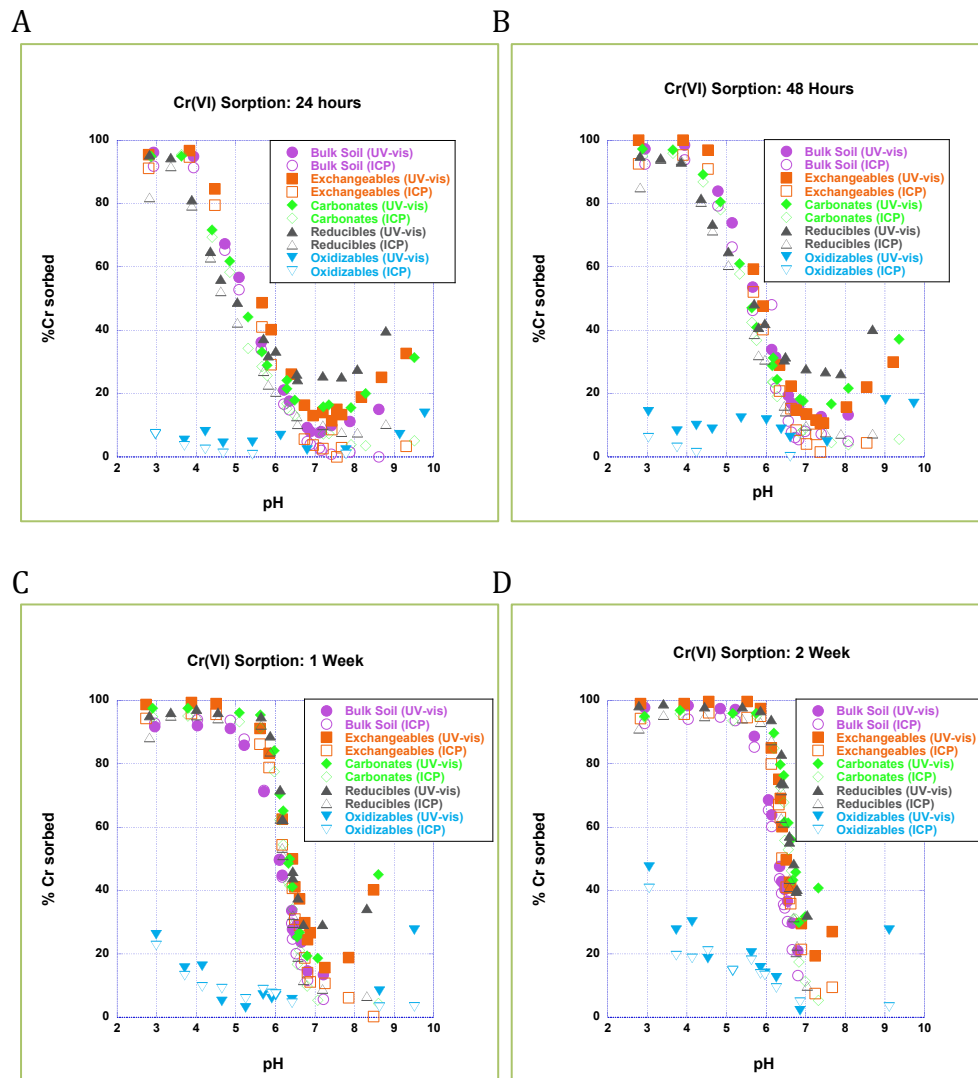 A
Cr(VI) Sorption: 24 hours
%Cr sorbed
100
80
60
40
20
0
Bulk Soil (UV-vis)
Bulk Soil (ICP)
Exchangeables (UV-vis)
Exchangeables (ICP)
Carbonates (UV-vis)
Carbonates (ICP)
Reducibles (UV-vis)
Reducibles (ICP)
Oxidizables (UV-vis)
Oxidizables (ICP)
2 3 4 5 6 7 8 9 10
pH
B
Cr(VI) Sorption: 48 Hours
%Cr sorbed
100
80
60
40
20
0
Bulk Soil (UV-vis)
Bulk Soil (ICP)
Exchangeables (UV-vis)
Exchangeables (ICP)
Carbonates (UV-vis)
Carbonates (ICP)
Reducibles (UV-vis)
Reducibles (ICP)
Oxidizables (UV-vis)
Oxidizables (ICP)
2 3 4 5 6 7 8 9 10
pH
C
Cr(VI) Sorption: 1 Week
% Cr sorbed
100
80
60
40
20
0
Bulk Soil (UV-vis)
Bulk Soil (ICP)
Exchangeables (UV-vis)
Exchangeables (ICP)
Carbonates (UV-vis)
Carbonates (ICP)
Reducibles (UV-vis)
Reducibles (ICP)
Oxidizables (UV-vis)
Oxidizables (ICP)
2 3 4 5 6 7 8 9 10
pH
D
Cr(VI) Sorption: 2 Week
% Cr sorbed
100
80
60
40
20
0
Bulk Soil (UV-vis)
Bulk Soil (ICP)
Exchangeables (UV-vis)
Exchangeables (ICP)
Carbonates (UV-vis)
Carbonates (ICP)
Reducibles (UV-vis)
Reducibles (ICP)
Oxidizables (UV-vis)
Oxidizables (ICP)
2 3 4 5 6 7 8 9 10
pH